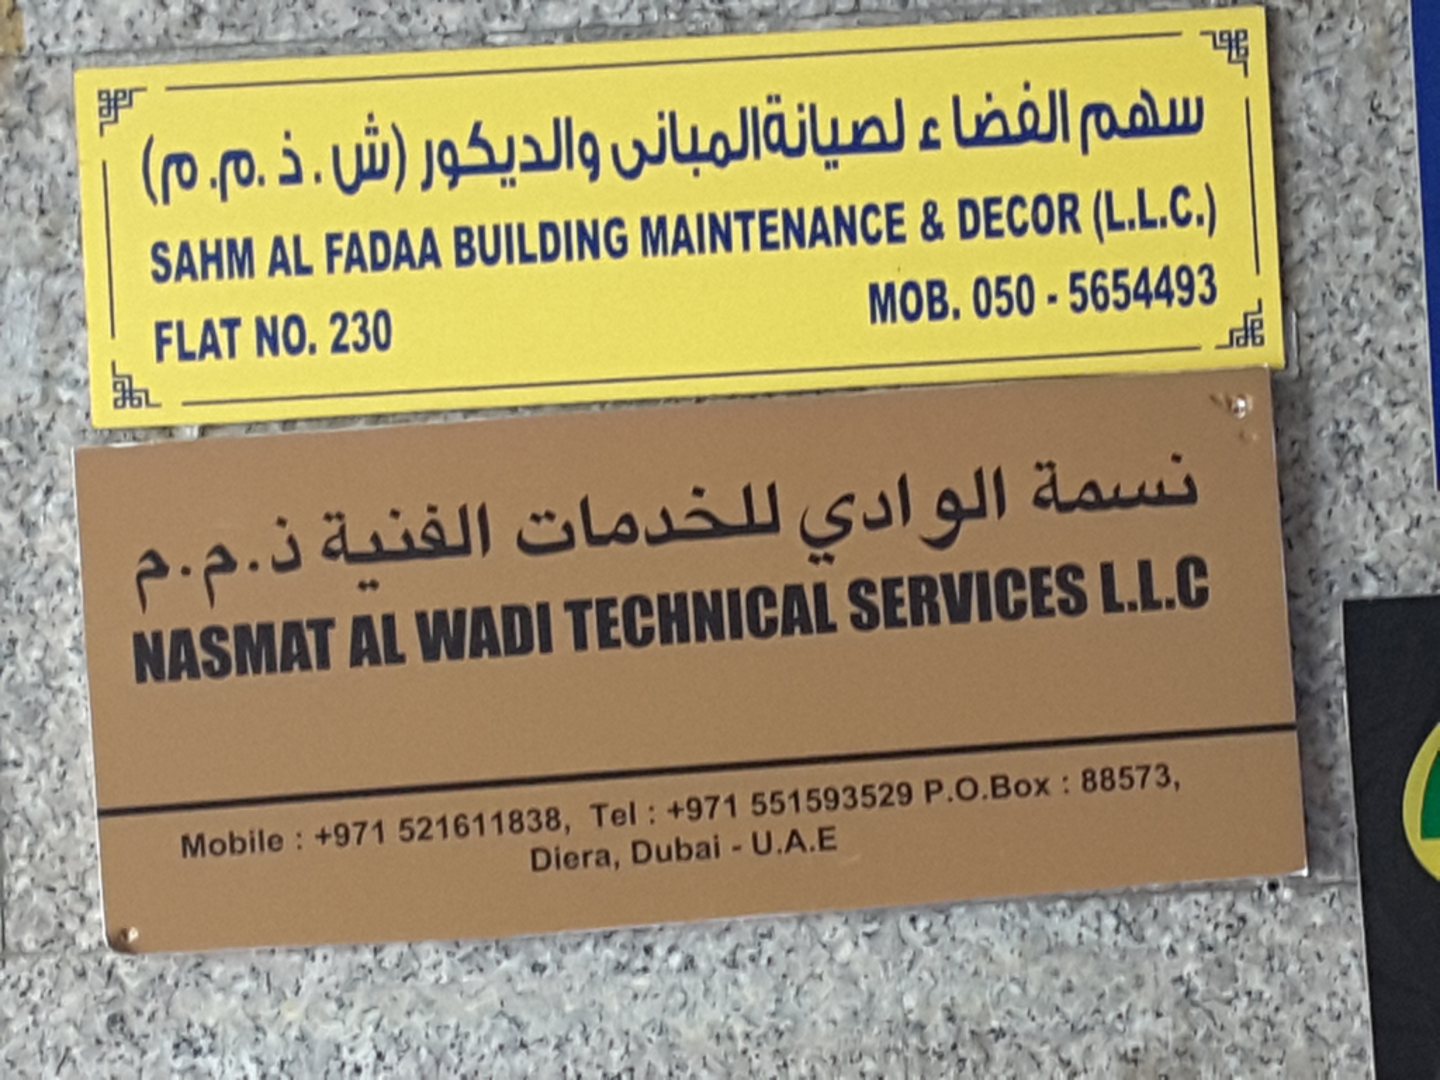 سهم الفضاء لصيانة المبانى والديكور (ش.ذ.م.م)
SAHM AL FADAA BUILDING MAINTENANCE & DECOR (L.L.C.)
FLAT NO. 230 MOB. 050 - 5654493
نسمة الوادي للخدمات الفنية ذ.م.م
NASMAT AL WADI TECHNICAL SERVICES L.L.C
Mobile : +971 521611838, Tel : +971 551593529 P.O.Box : 88573,
Diera, Dubai - U.A.E